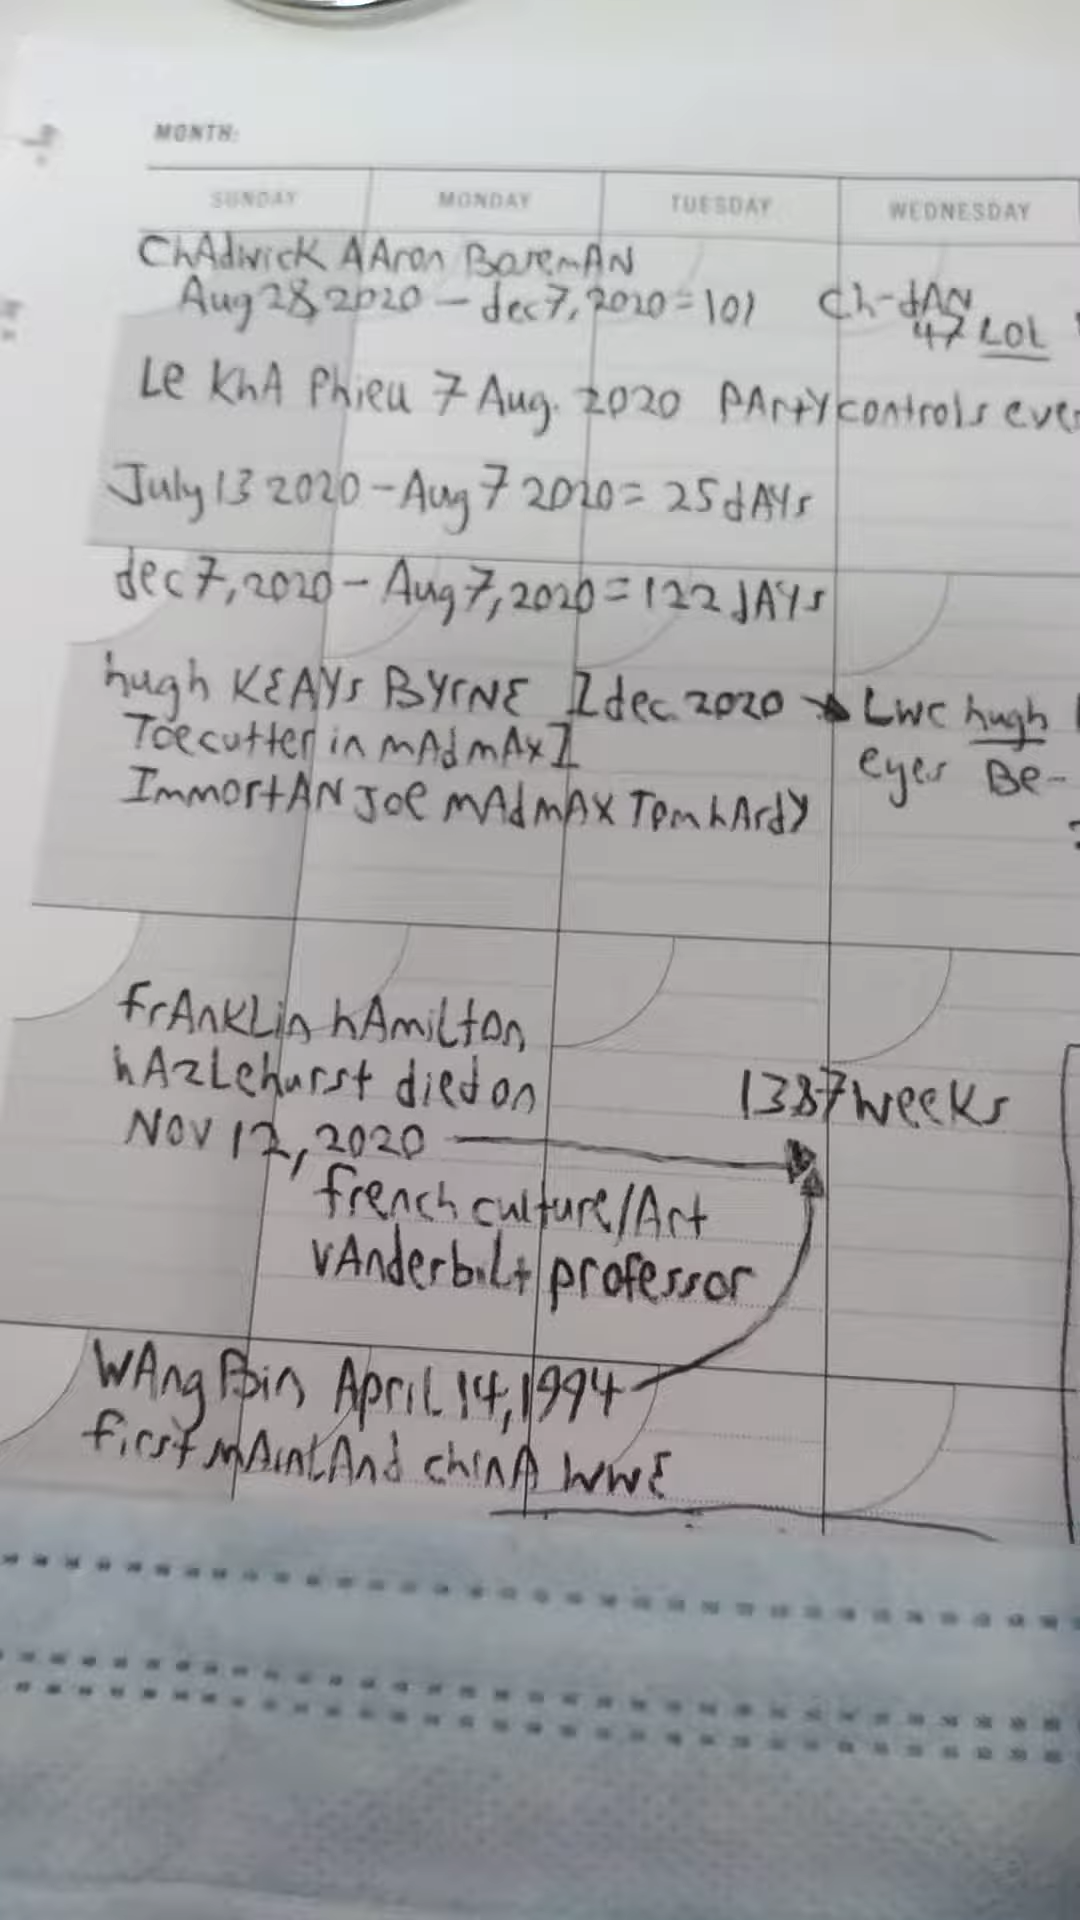 MONTH:
SUNDAY MONDAY TUESDAY WEDNESDAY
ChAdwick AAron BosemAN
Aug 28 2020 – dec 7, 2020 = 101 Ch-dAN
47 LOL
Le KhA Phieu 7 Aug. 2020 PArtY controls eve
July 13 2020 – Aug 7 2020 = 25 dAYs
dec 7, 2020 – Aug 7, 2020 = 122 dAYs
hugh KEAYs BYrNE 1 dec. 2020 → Lwc hugh
Toecutter in mAd mAx I eyes Be-
ImmortAN Joe mAd mAX Tom hArdY
frAnKLin hAmiLton
hAzLehurst died on 1387 weeks
Nov 12, 2020
french culture/Art
vAnderbiLt professor
WAng Bin ApriL 14, 1994
first mAinLAnd chinA WWE